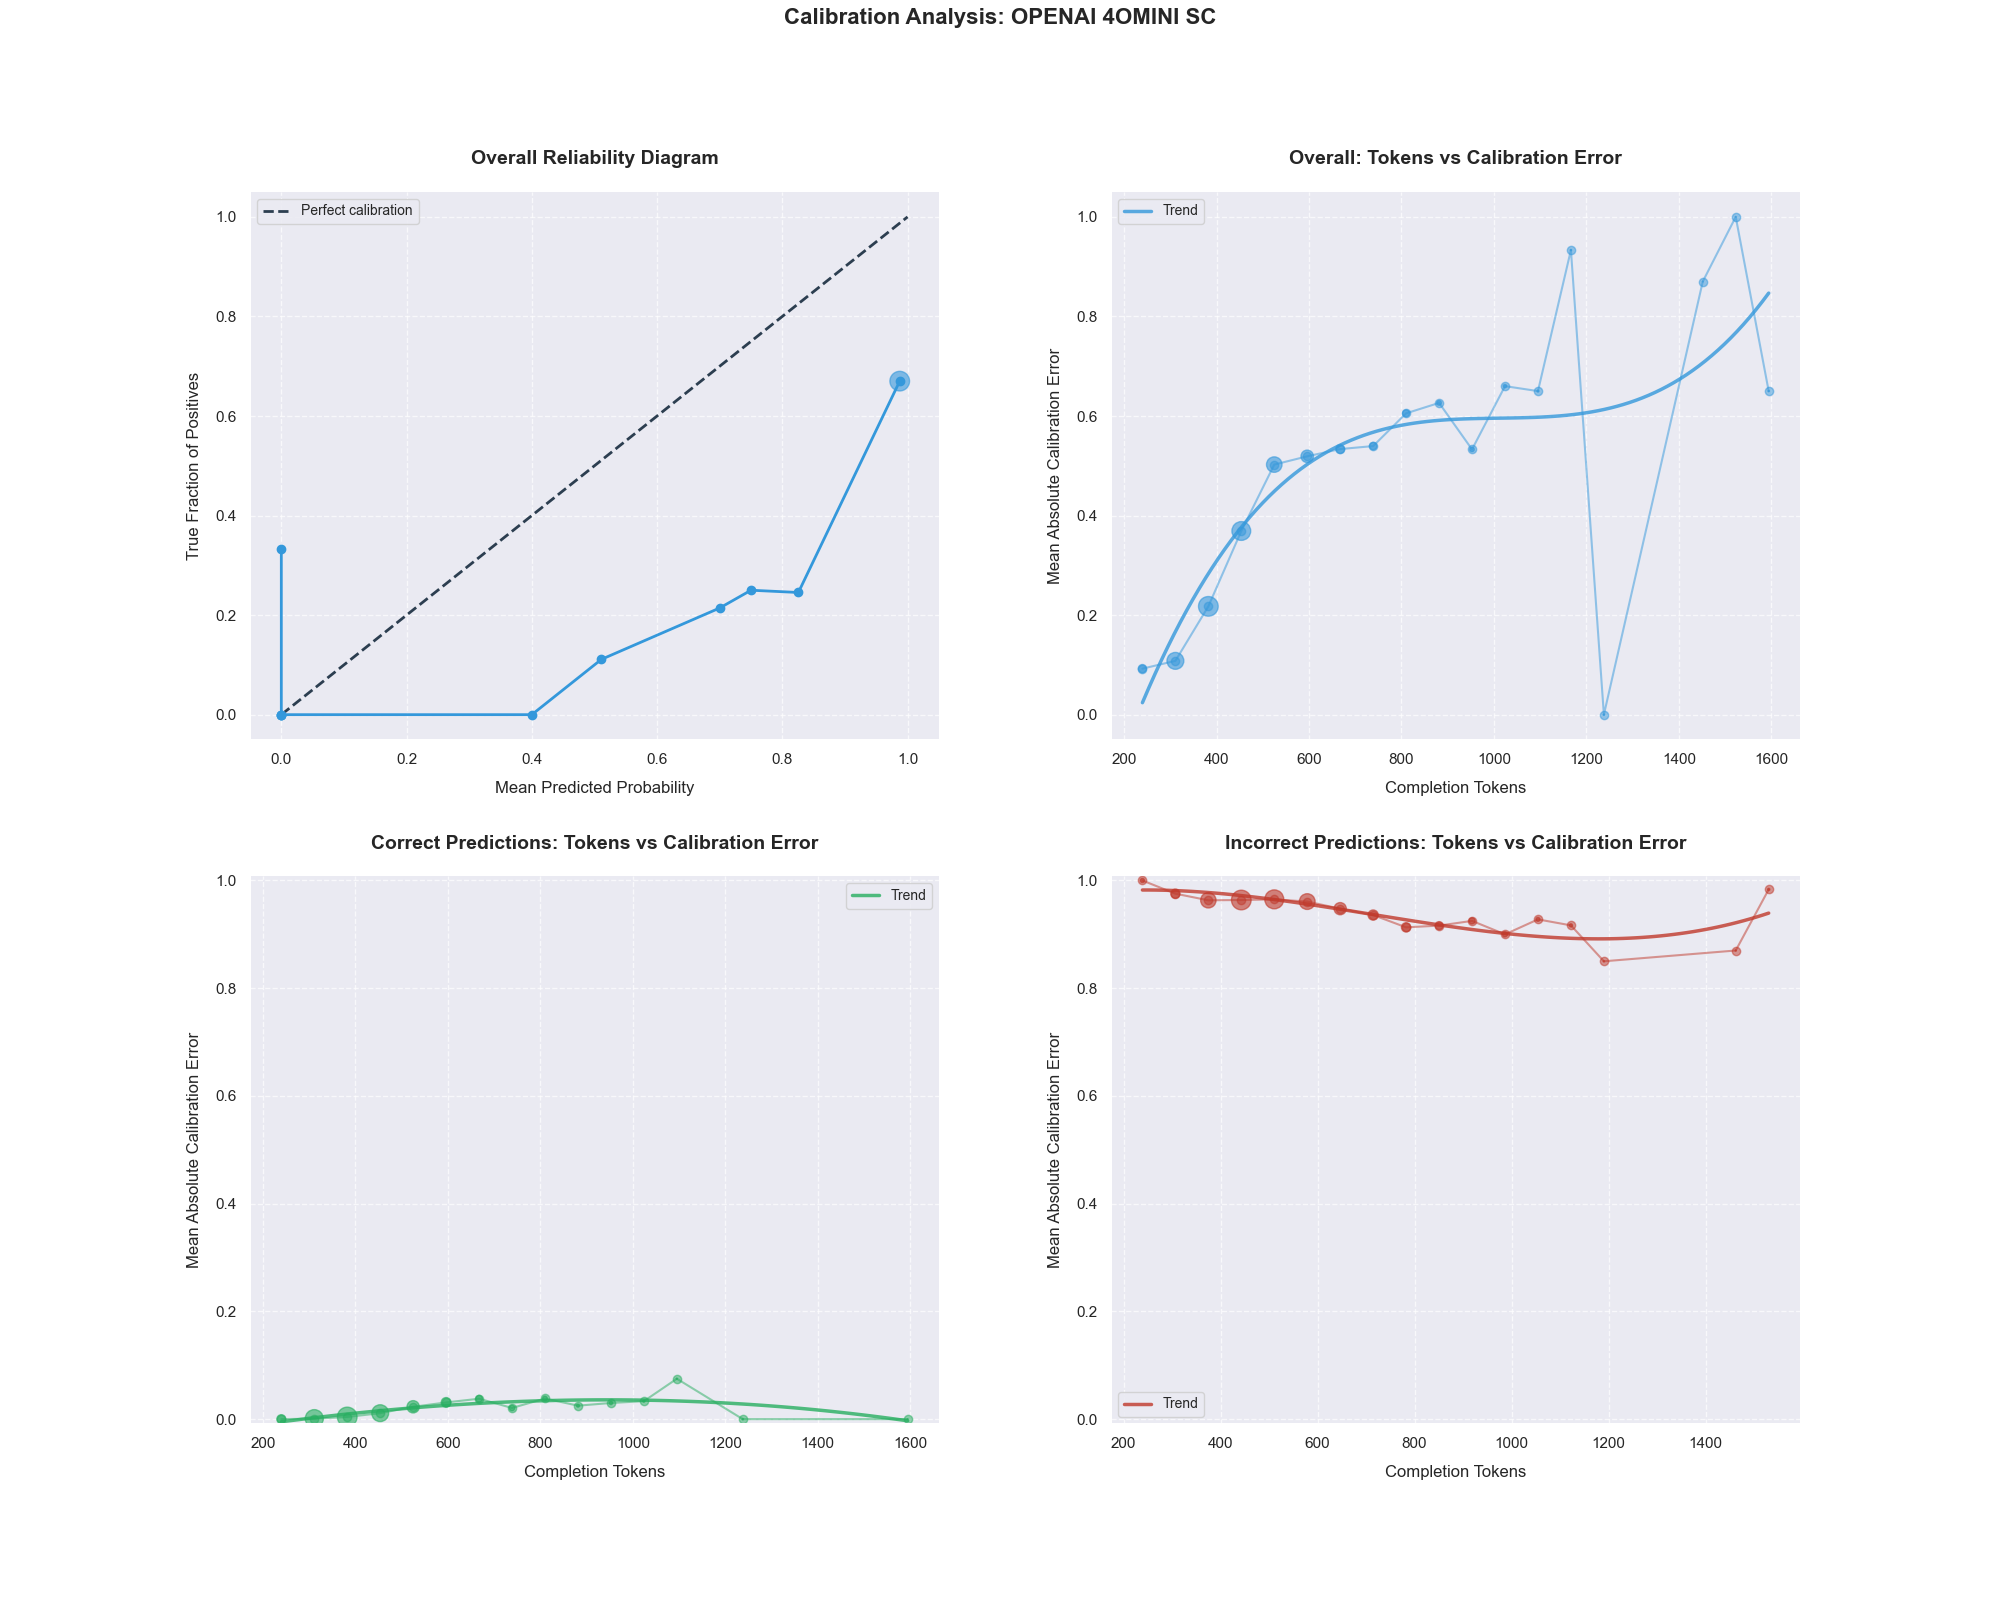 Calibration Analysis: OPENAI 4OMINI SC
Overall Reliability Diagram
Perfect calibration
True Fraction of Positives
1.0
0.8
0.6
0.4
0.2
0.0
0.0 0.2 0.4 0.6 0.8 1.0
Mean Predicted Probability
Overall: Tokens vs Calibration Error
Trend
Mean Absolute Calibration Error
1.0
0.8
0.6
0.4
0.2
0.0
200 400 600 800 1000 1200 1400 1600
Completion Tokens
Correct Predictions: Tokens vs Calibration Error
Trend
Mean Absolute Calibration Error
1.0
0.8
0.6
0.4
0.2
0.0
200 400 600 800 1000 1200 1400 1600
Completion Tokens
Incorrect Predictions: Tokens vs Calibration Error
Mean Absolute Calibration Error
1.0
0.8
0.6
0.4
0.2
0.0
Trend
200 400 600 800 1000 1200 1400
Completion Tokens